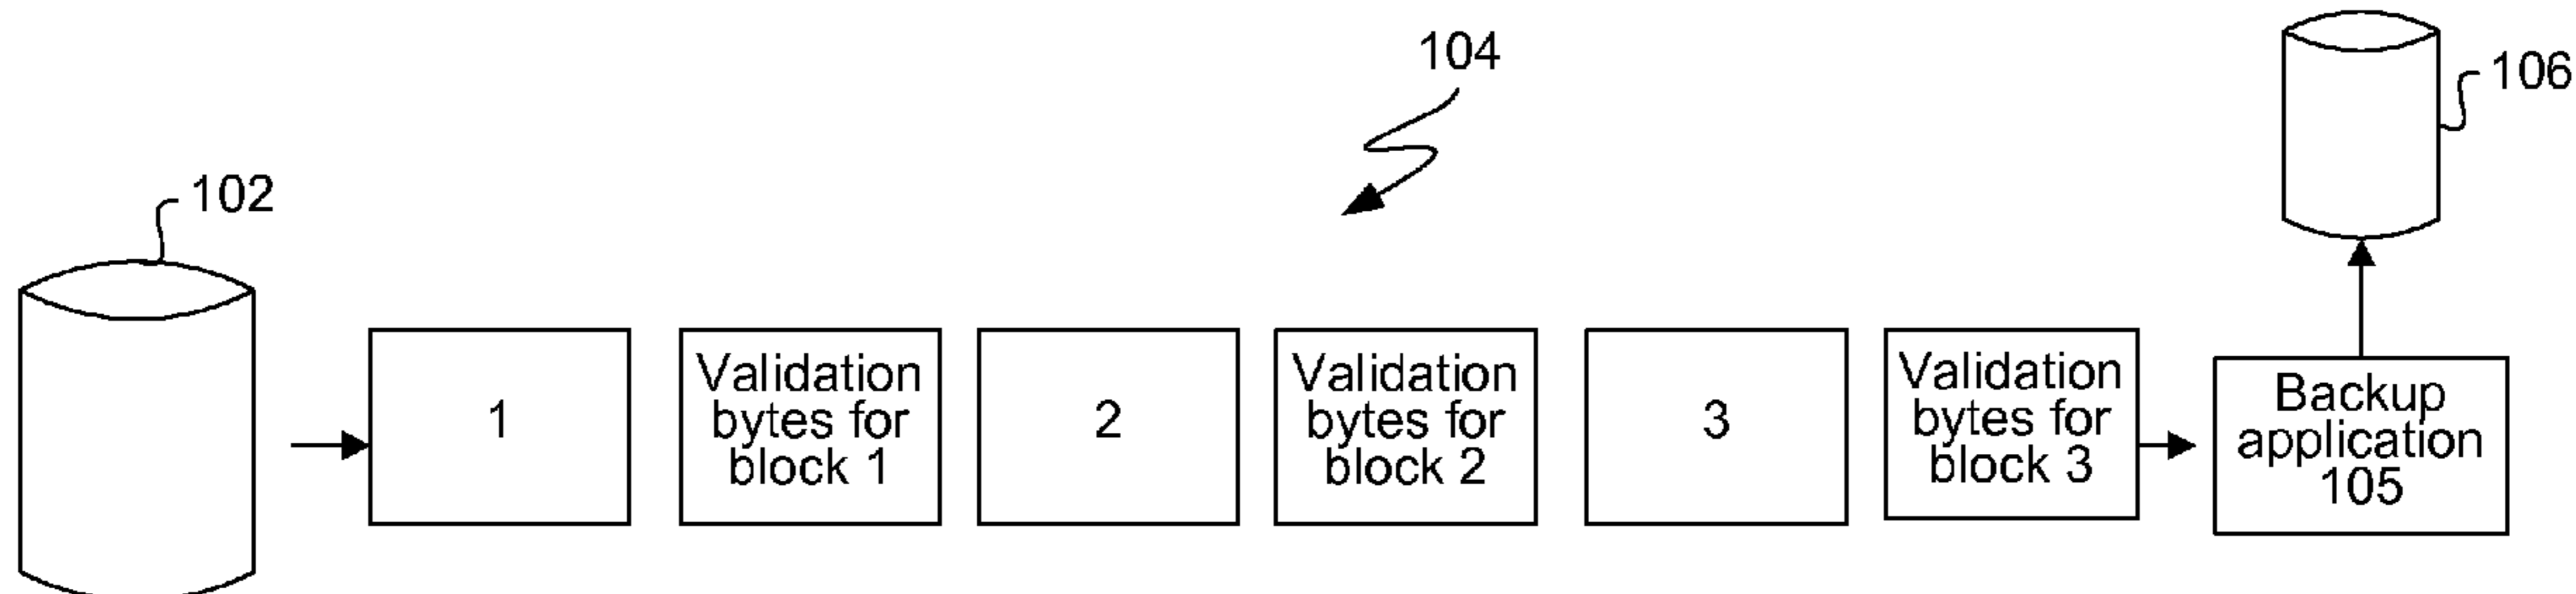 104
106
102
1
Validation
bytes for
block 1
2
Validation
bytes for
block 2
3
Validation
bytes for
block 3
Backup
application
105